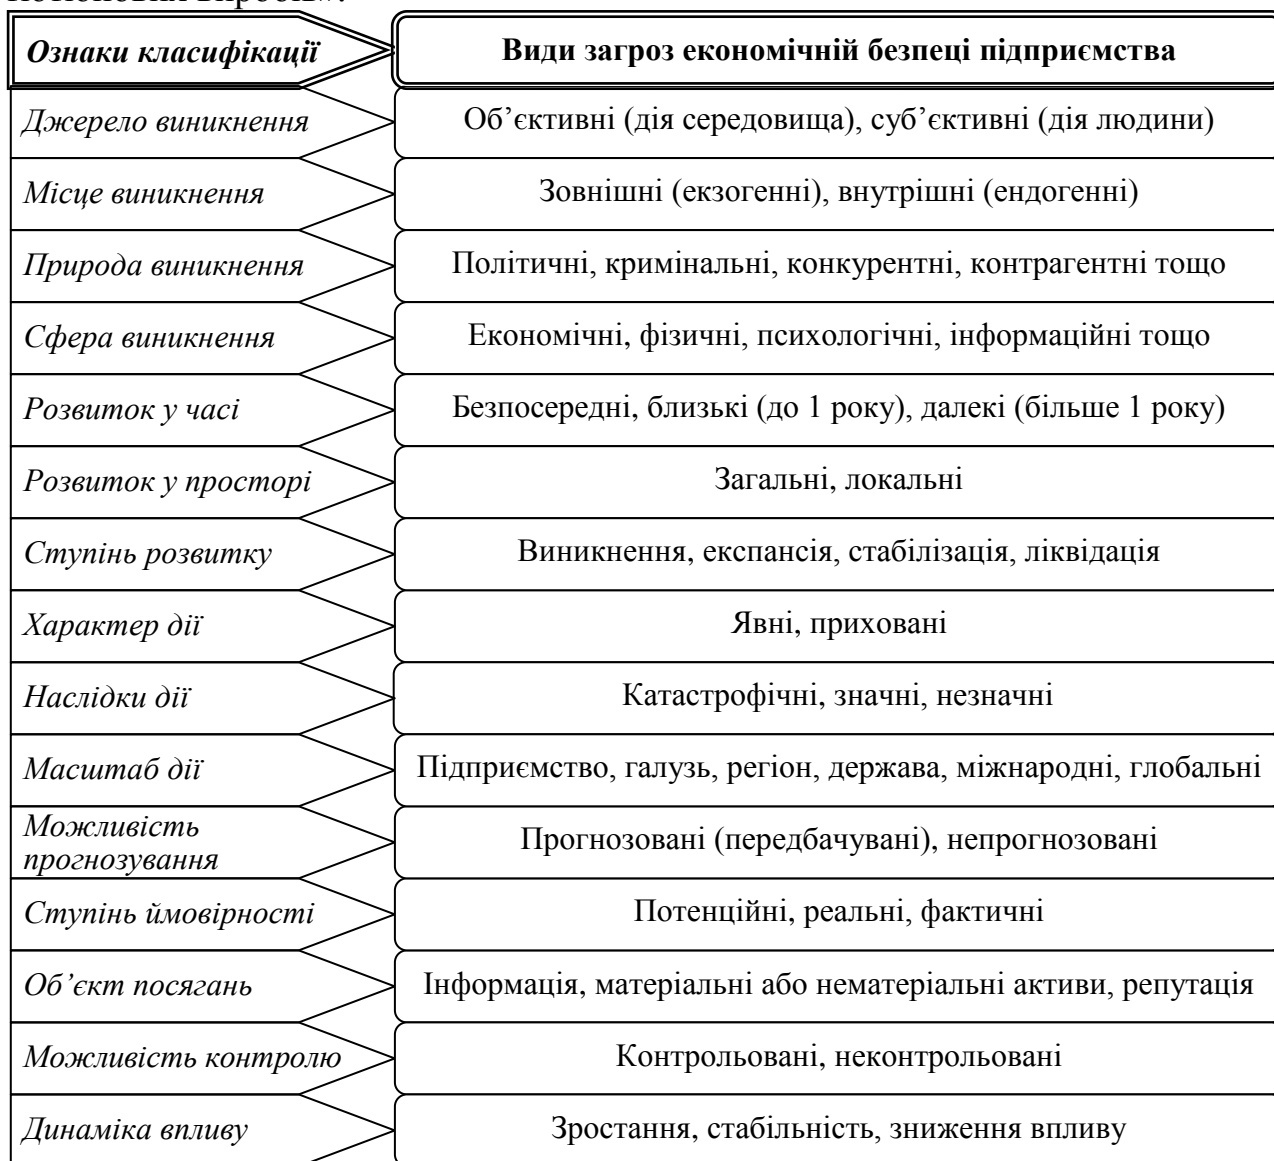 Ознаки класифікації
Види загроз економічній безпеці підприємства
Джерело виникнення
Об’єктивні (дія середовища), суб’єктивні (дія людини)
Місце виникнення
Зовнішні (екзогенні), внутрішні (ендогенні)
Природа виникнення
Політичні, кримінальні, конкурентні, контрагентні тощо
Сфера виникнення
Економічні, фізичні, психологічні, інформаційні тощо
Розвиток у часі
Безпосередні, близькі (до 1 року), далекі (більше 1 року)
Розвиток у просторі
Загальні, локальні
Ступінь розвитку
Виникнення, експансія, стабілізація, ліквідація
Характер дії
Явні, приховані
Наслідки дії
Катастрофічні, значні, незначні
Масштаб дії
Підприємство, галузь, регіон, держава, міжнародні, глобальні
Можливість
прогнозування
Прогнозовані (передбачувані), непрогнозовані
Ступінь ймовірності
Потенційні, реальні, фактичні
Об’єкт посягань
Інформація, матеріальні або нематеріальні активи, репутація
Можливість контролю
Контрольовані, неконтрольовані
Динаміка впливу
Зростання, стабільність, зниження впливу